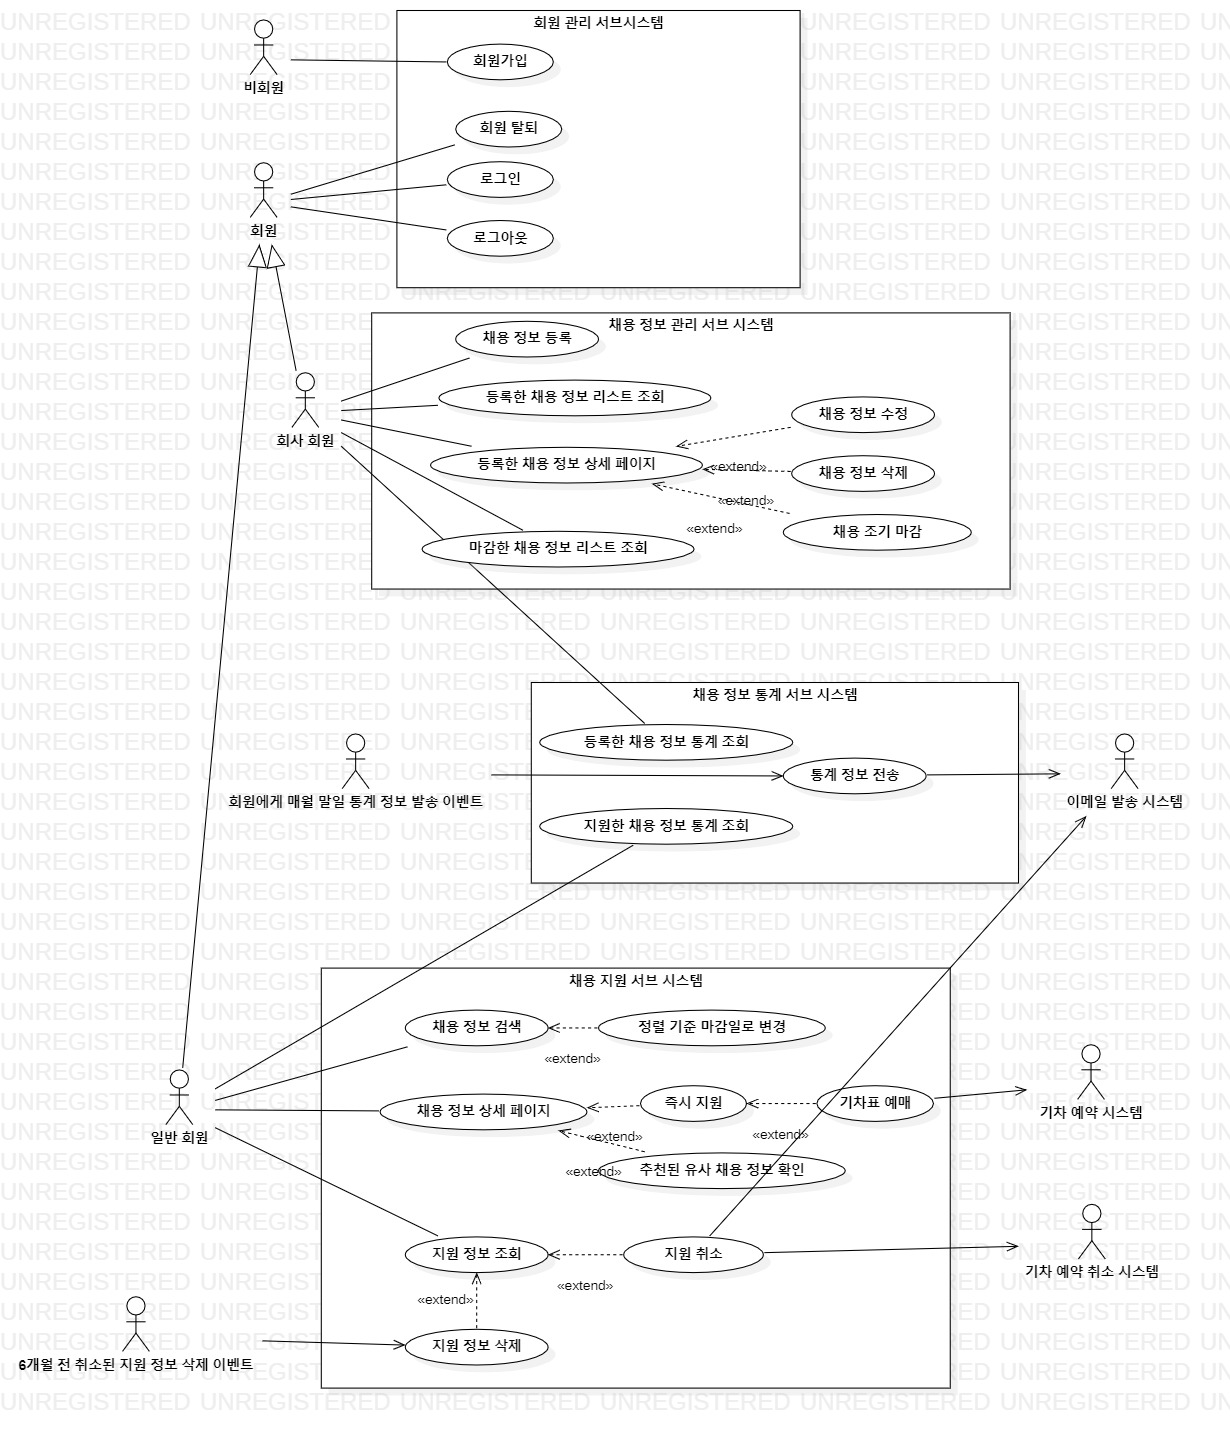 회원 관리 서브시스템
비회원
회원가입
회원 탈퇴
로그인
회원
로그아웃
채용 정보 관리 서브 시스템
채용 정보 등록
등록한 채용 정보 리스트 조회
채용 정보 수정
회사 회원
등록한 채용 정보 상세 페이지
«extend»
채용 정보 삭제
«extend»
«extend»
채용 조기 마감
마감한 채용 정보 리스트 조회
채용 정보 통계 서브 시스템
등록한 채용 정보 통계 조회
통계 정보 전송
회원에게 매월 말일 통계 정보 발송 이벤트
이메일 발송 시스템
지원한 채용 정보 통계 조회
채용 지원 서브 시스템
채용 정보 검색
정렬 기준 마감일로 변경
«extend»
채용 정보 상세 페이지
즉시 지원
기차표 예매
기차 예약 시스템
일반 회원
«extend»
«extend»
«extend»
추천된 유사 채용 정보 확인
지원 정보 조회
지원 취소
기차 예약 취소 시스템
«extend»
«extend»
지원 정보 삭제
6개월 전 취소된 지원 정보 삭제 이벤트
UNREGISTERED